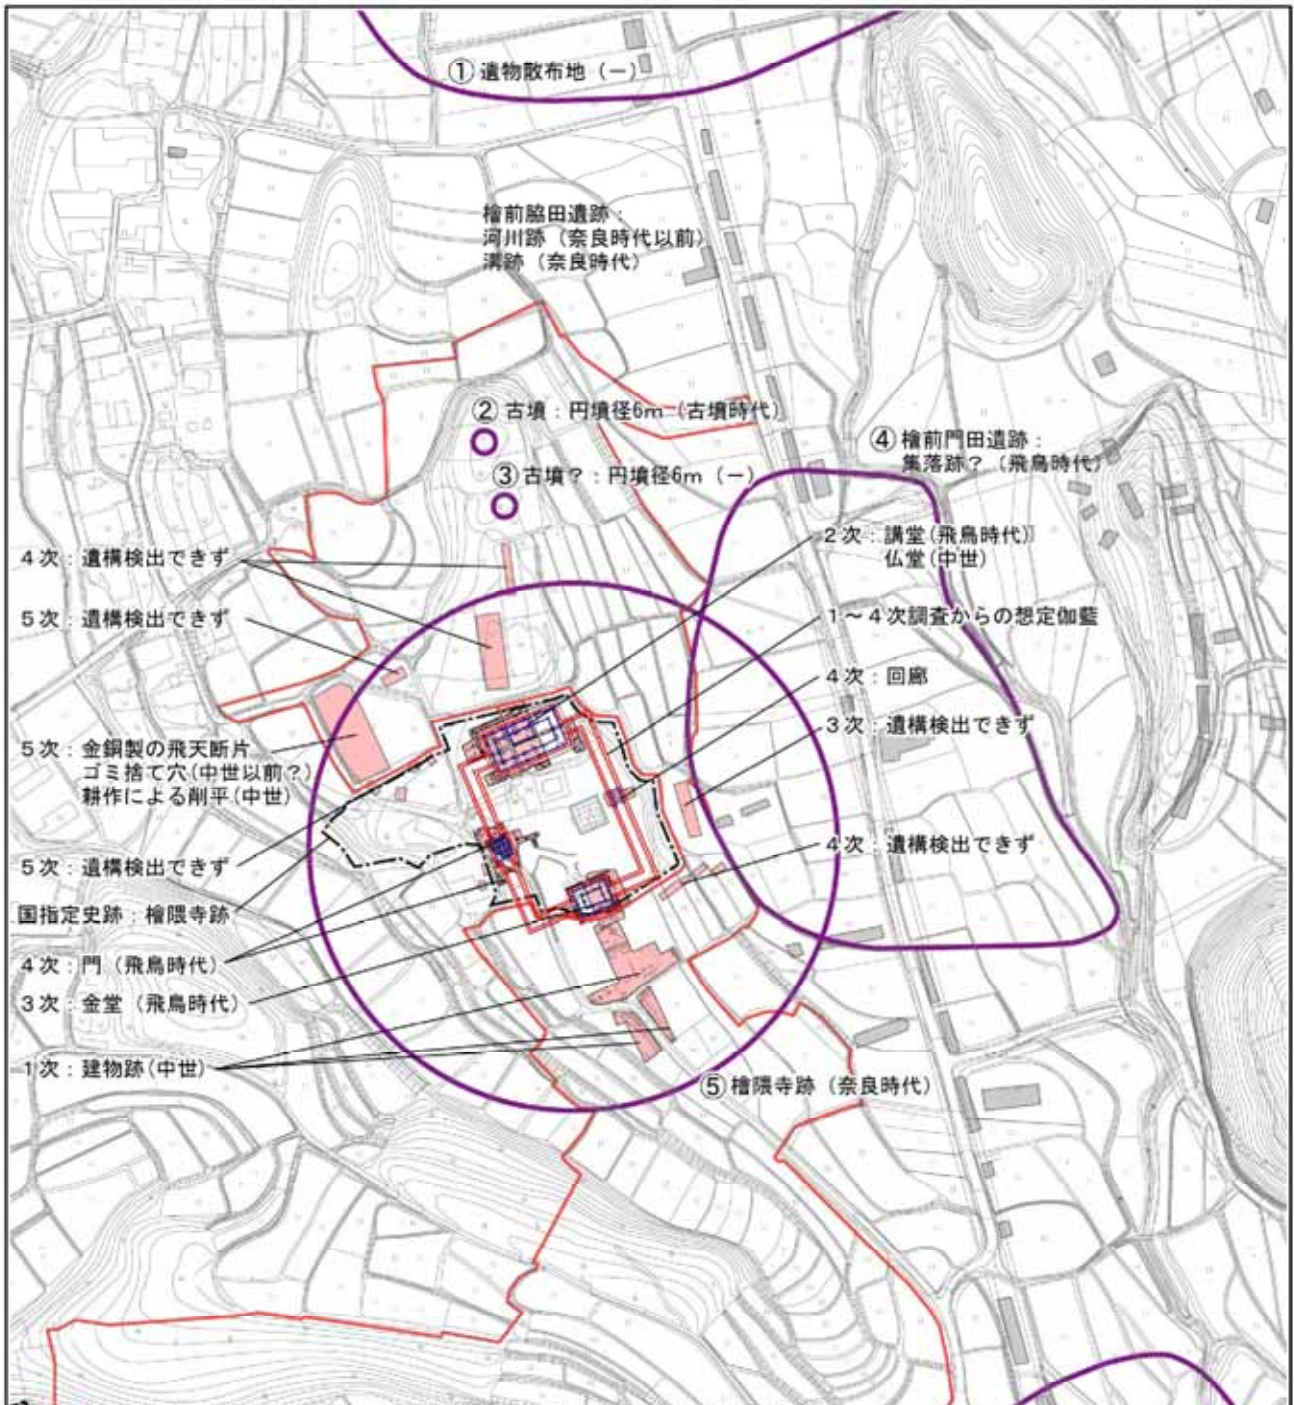 ① 遺物散布地（－）
檜前脇田遺跡：
河川跡（奈良時代以前）
溝跡（奈良時代）
② 古墳：円墳径6m（古墳時代）
③ 古墳？：円墳径6m（－）
④ 檜前門田遺跡：
集落跡？（飛鳥時代）
4次：遺構検出できず
5次：遺構検出できず
5次：金銅製の飛天断片
ゴミ捨て穴(中世以前？)
耕作による削平(中世)
5次：遺構検出できず
国指定史跡：檜隈寺跡
4次：門（飛鳥時代）
3次：金堂（飛鳥時代）
1次：建物跡(中世)
2次：講堂(飛鳥時代)
仏堂(中世)
1～4次調査からの想定伽藍
4次：回廊
3次：遺構検出できず
4次：遺構検出できず
⑤ 檜隈寺跡（奈良時代）